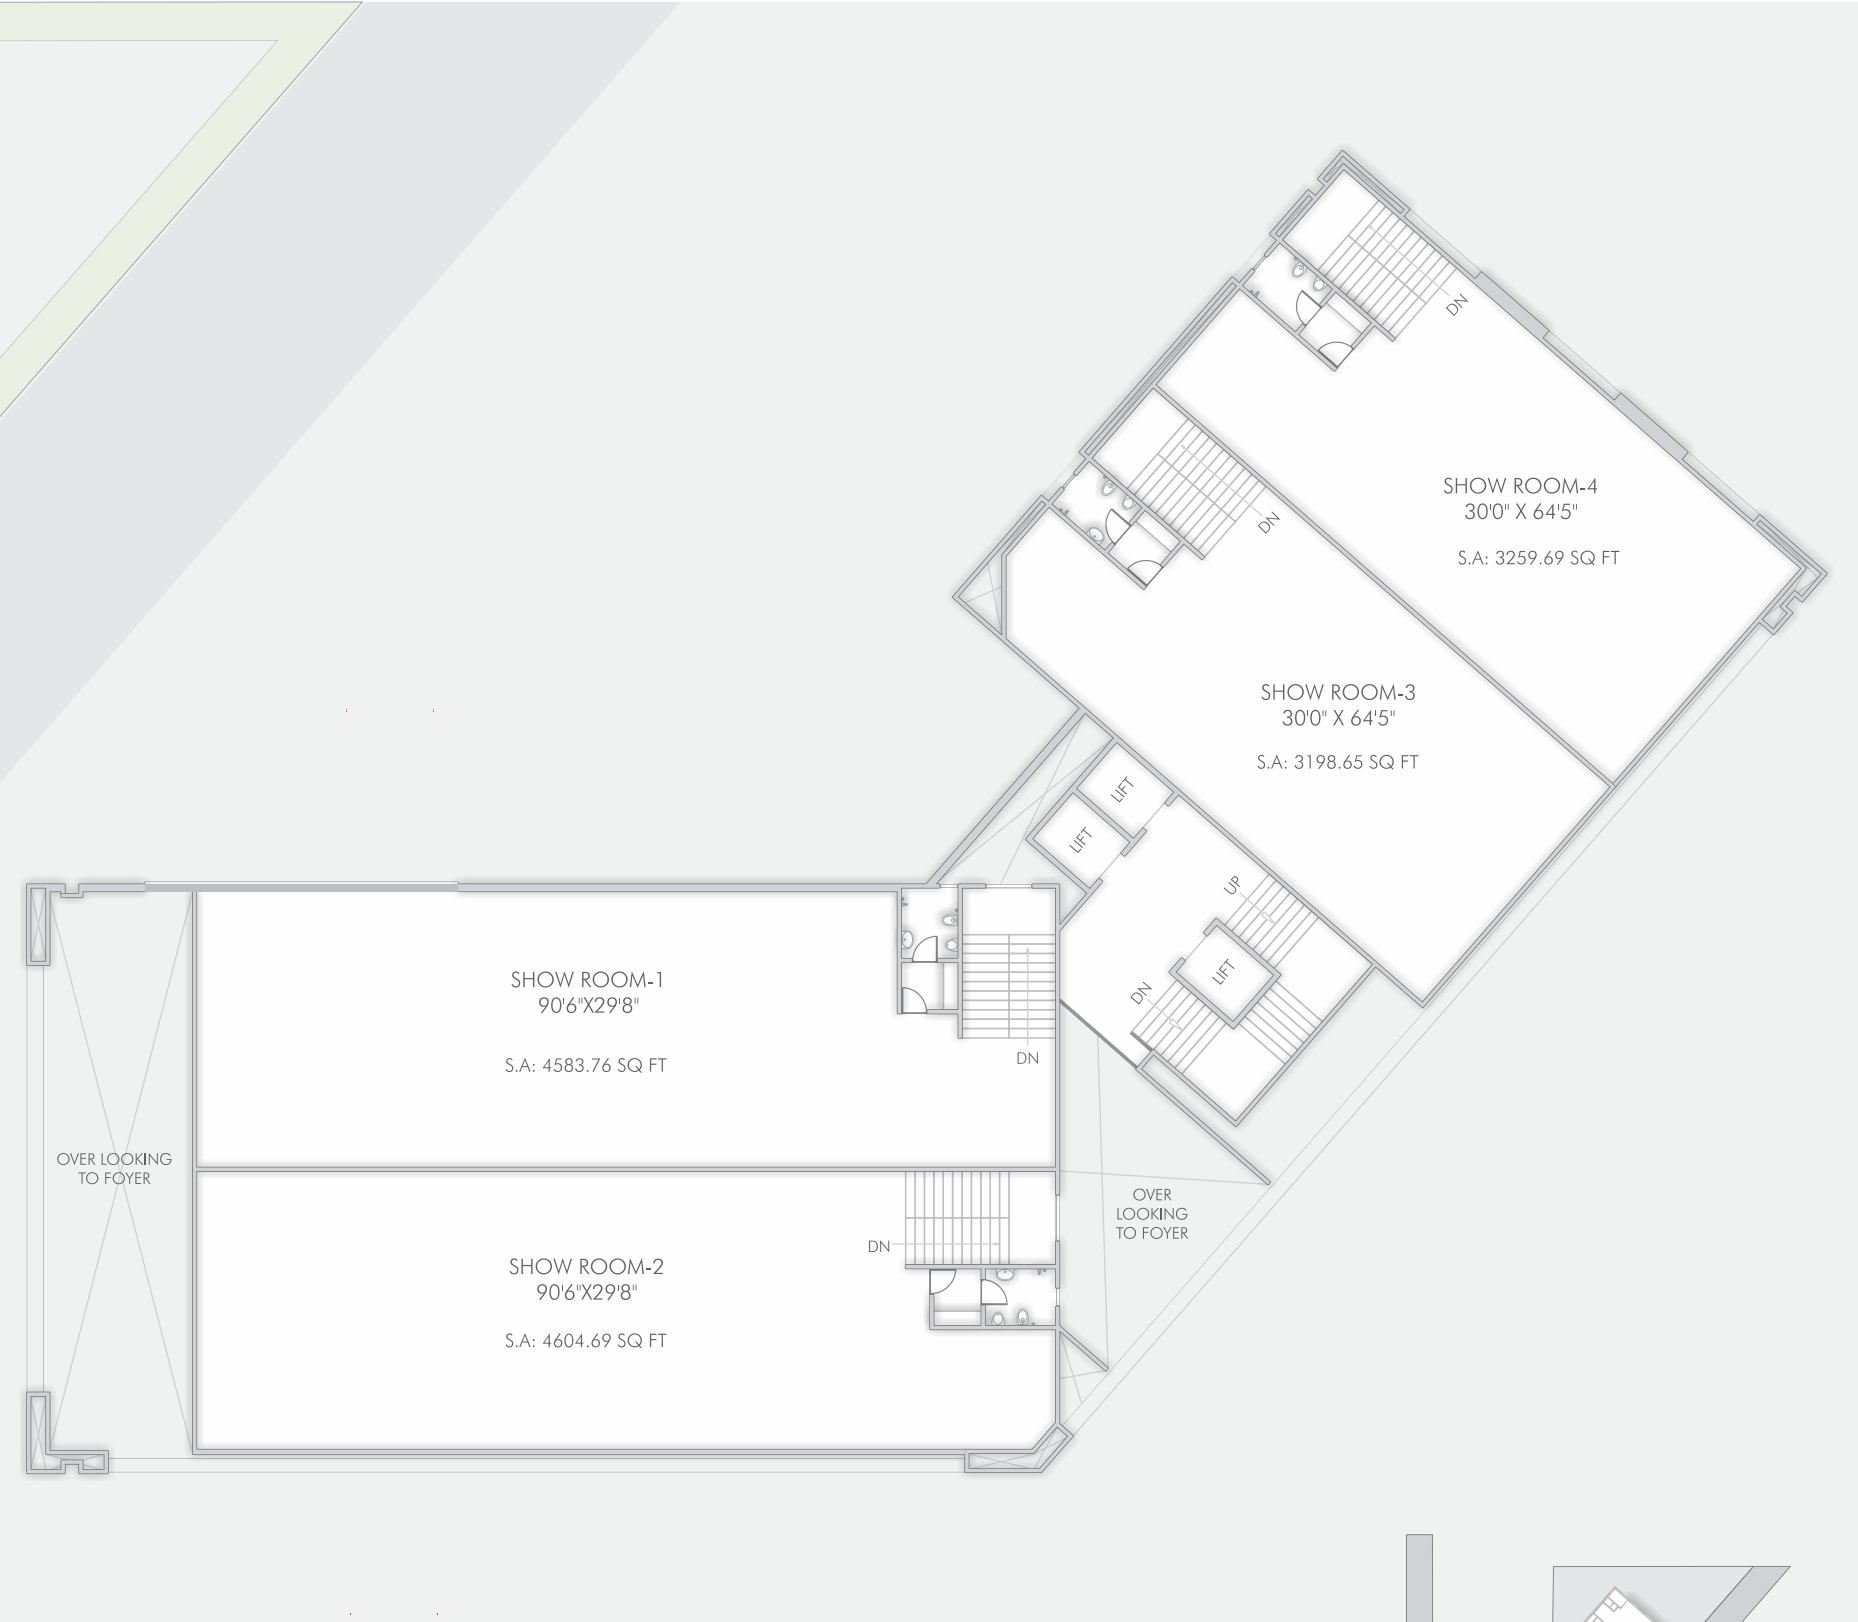 DN
SHOW ROOM-4
30'0" X 64'5"
S.A: 3259.69 SQ FT
DN
SHOW ROOM-3
30'0" X 64'5"
S.A: 3198.65 SQ FT
LIFT
LIFT
UP
LIFT
DN
SHOW ROOM-1
90'6"X29'8"
S.A: 4583.76 SQ FT
DN
OVER LOOKING
TO FOYER
OVER
LOOKING
TO FOYER
DN
SHOW ROOM-2
90'6"X29'8"
S.A: 4604.69 SQ FT